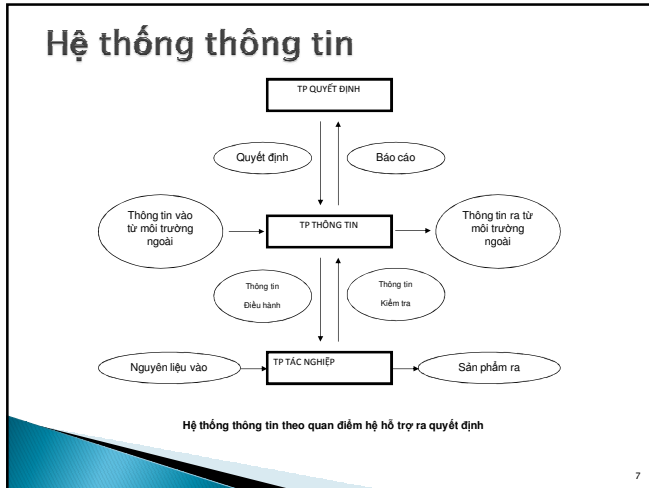 Hệ thống thông tin
TP QUYẾT ĐỊNH
Quyết định
Báo cáo
Thông tin vào
từ môi trường
ngoài
TP THÔNG TIN
Thông tin ra từ
môi trường
ngoài
Thông tin
Điều hành
Thông tin
Kiểm tra
Nguyên liệu vào
TP TÁC NGHIỆP
Sản phẩm ra
Hệ thống thông tin theo quan điểm hệ hỗ trợ ra quyết định
7